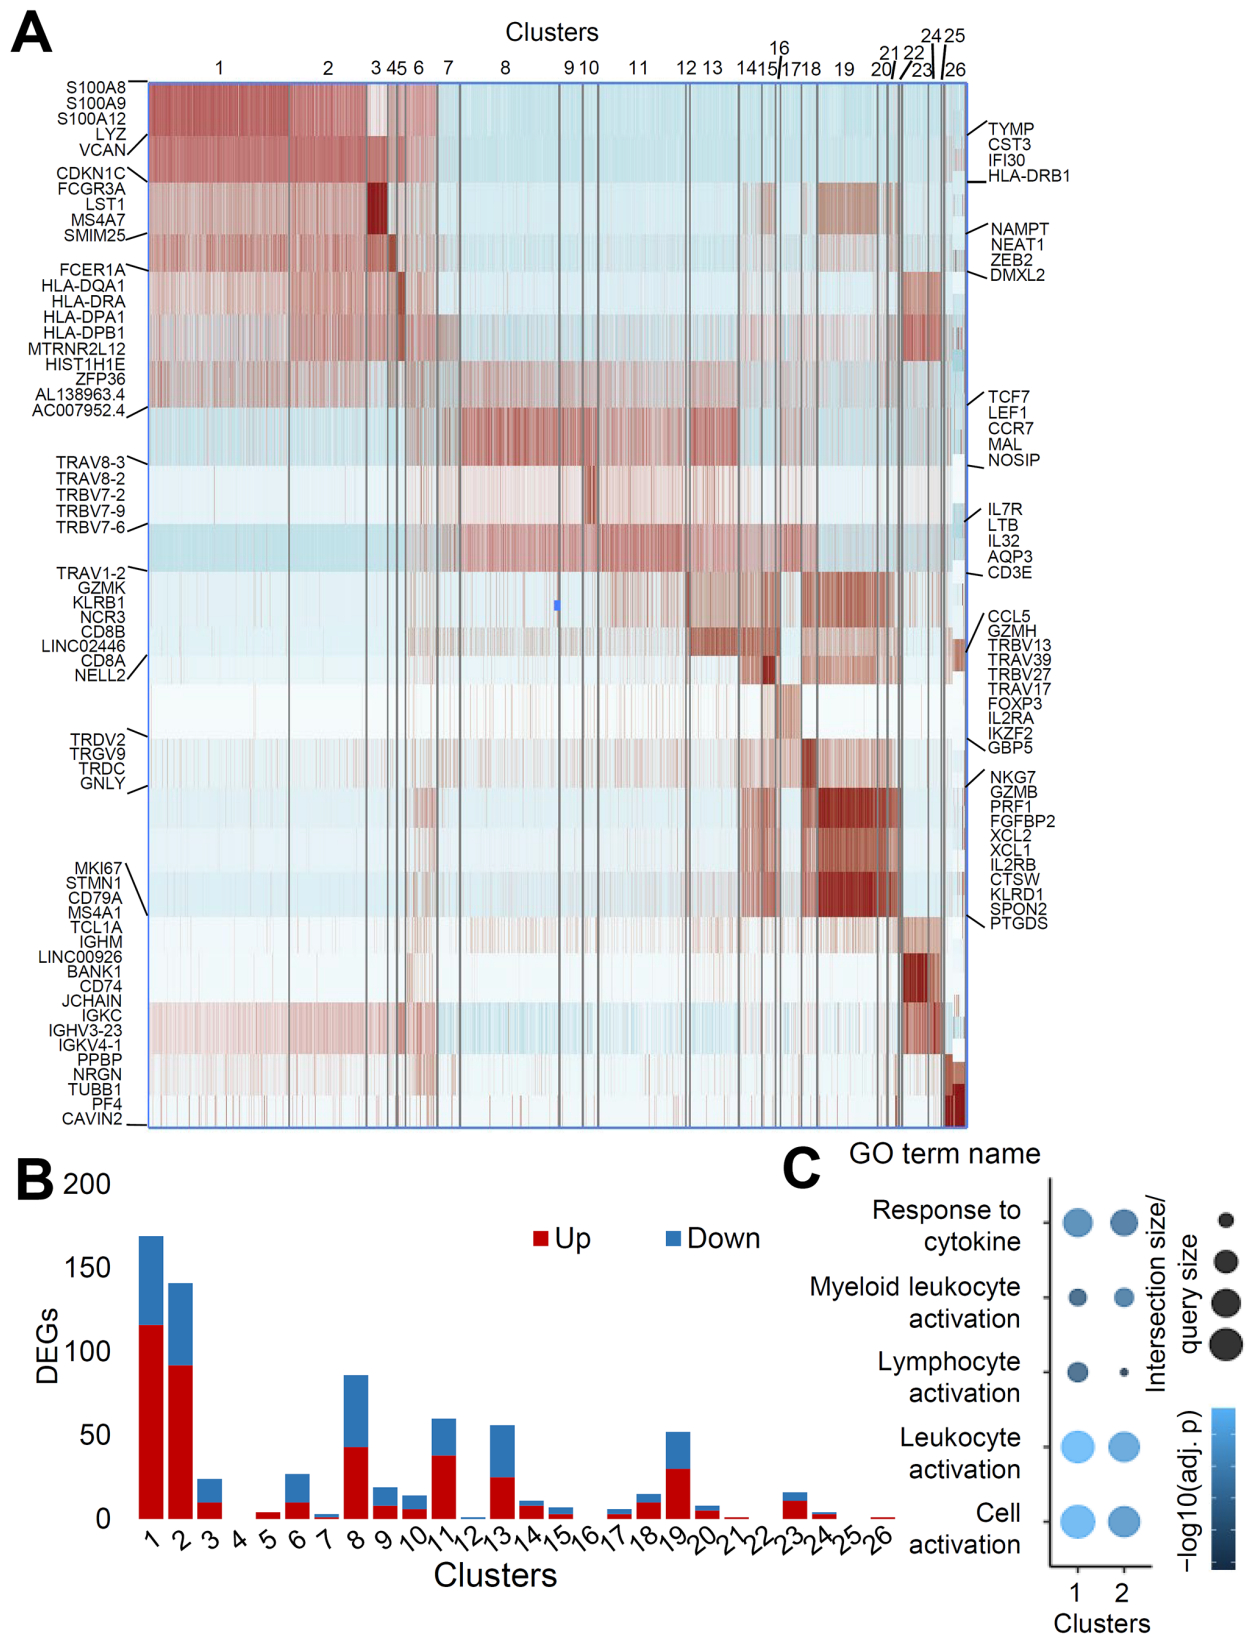 A
Clusters
1 2 3 4 5 6 7 8 9 10 11 12 13 14 15 16 17 18 19 20 21 22 23 24 25 26
S100A8
S100A9
S100A12
LYZ
VCAN
CDKN1C
FCGR3A
LST1
MS4A7
SMIM25
FCER1A
HLA-DQA1
HLA-DRA
HLA-DPA1
HLA-DPB1
MTRNR2L12
HIST1H1E
ZFP36
AL138963.4
AC007952.4
TRAV8-3
TRAV8-2
TRBV7-2
TRBV7-9
TRBV7-6
TRAV1-2
GZMK
KLRB1
NCR3
CD8B
LINC02446
CD8A
NELL2
TRDV2
TRGV9
TRDC
GNLY
MKI67
STMN1
CD79A
MS4A1
TCL1A
IGHM
LINC00926
BANK1
CD74
JCHAIN
IGKC
IGHV3-23
IGKV4-1
PPBP
NRGN
TUBB1
PF4
CAVIN2
TYMP
CST3
IFI30
HLA-DRB1
NAMPT
NEAT1
ZEB2
DMXL2
TCF7
LEF1
CCR7
MAL
NOSIP
IL7R
LTB
IL32
AQP3
CD3E
CCL5
GZMH
TRBV13
TRAV39
TRBV27
TRAV17
FOXP3
IL2RA
IKZF2
GBP5
NKG7
GZMB
PRF1
FGFBP2
XCL2
XCL1
IL2RB
CTSW
KLRD1
SPON2
PTGDS
B
DEGs
200
150
100
50
0
Up Down
1 2 3 4 5 6 7 8 9 10 11 12 13 14 15 16 17 18 19 20 21 22 23 24 25 26
Clusters
C
GO term name
Response to
cytokine
Myeloid leukocyte
activation
Lymphocyte
activation
Leukocyte
activation
Cell
activation
1 2
Clusters
Intersection size/
query size
−log10(adj. p)